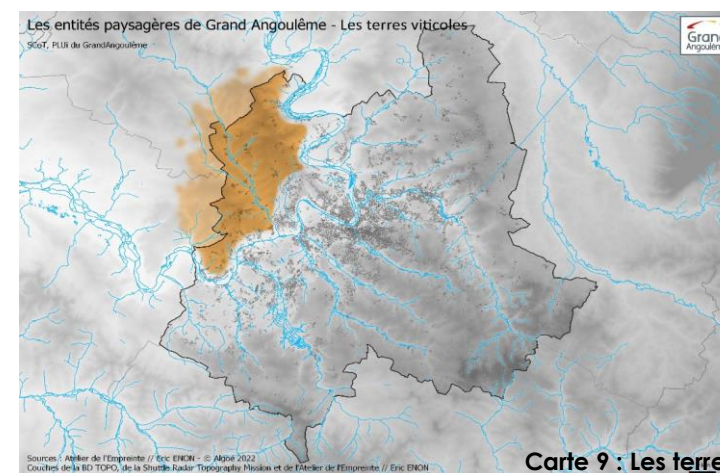 Les entités paysagères de Grand Angoulême - Les terres viticoles
SCoT, PLUi du GrandAngoulême
Grand
Angoulême
Sources : Atelier de l'Empreinte // Eric ENON - © Algoé 2022
Couches de la BD TOPO, de la Shuttle Radar Topography Mission et de l'Atelier de l'Empreinte // Eric ENON
Carte 9 : Les terre